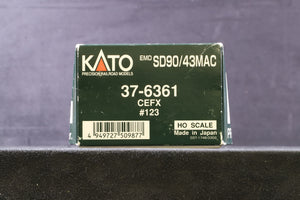 KATO EMD SD90/43MAC
PRECISION RAILROAD MODELS
37-6361
CEFX
#123
HO SCALE
Made in Japan
4 949727 509877